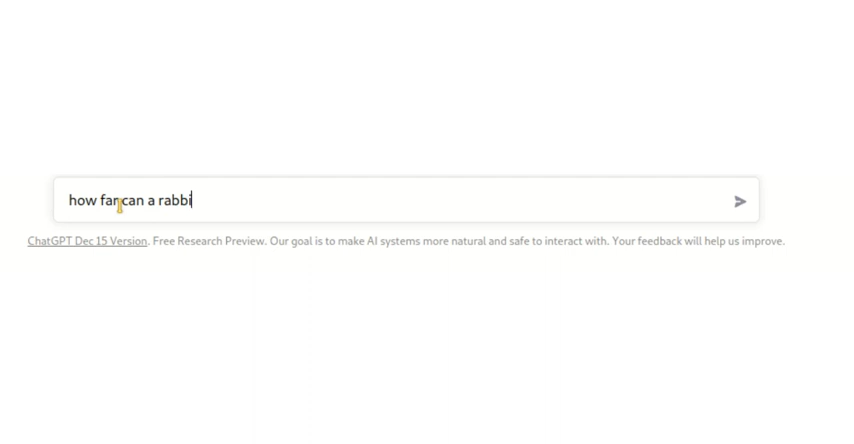 how far can a rabbi
ChatGPT Dec 15 Version. Free Research Preview. Our goal is to make AI systems more natural and safe to interact with. Your feedback will help us improve.